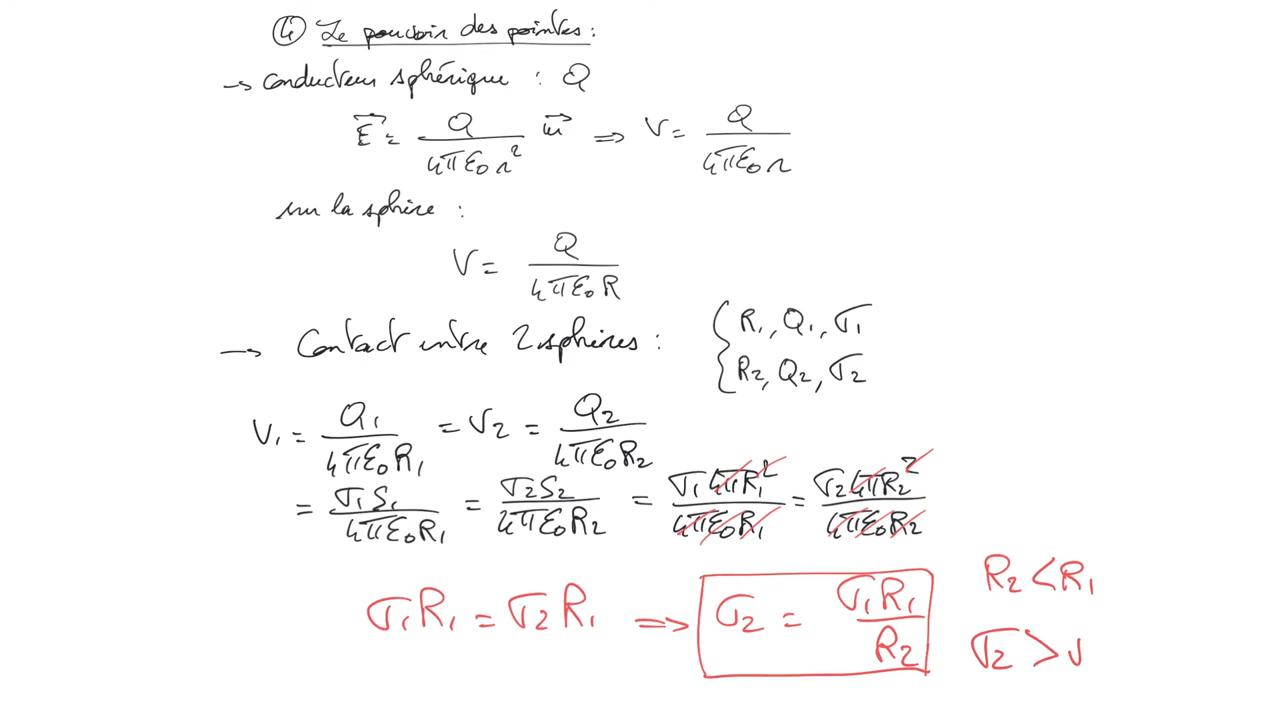 ④ Le pouvoir des pointes :
→ conducteur sphérique : Q
E⃗ = Q / 4πε₀r² u⃗r ⇒ V = Q / 4πε₀r
sur la sphère :
V = Q / 4πε₀R
→ Contact entre 2 sphères : { R₁, Q₁, σ₁
R₂, Q₂, σ₂
V₁ = Q₁ / 4πε₀R₁ = V₂ = Q₂ / 4πε₀R₂
= σ₁S₁ / 4πε₀R₁ = σ₂S₂ / 4πε₀R₂ = σ₁4πR₁² / 4πε₀R₁ = σ₂4πR₂² / 4πε₀R₂
σ₁R₁ = σ₂R₁ ⇒ σ₂ = σ₁R₁ / R₂
R₂ < R₁
σ₂ >